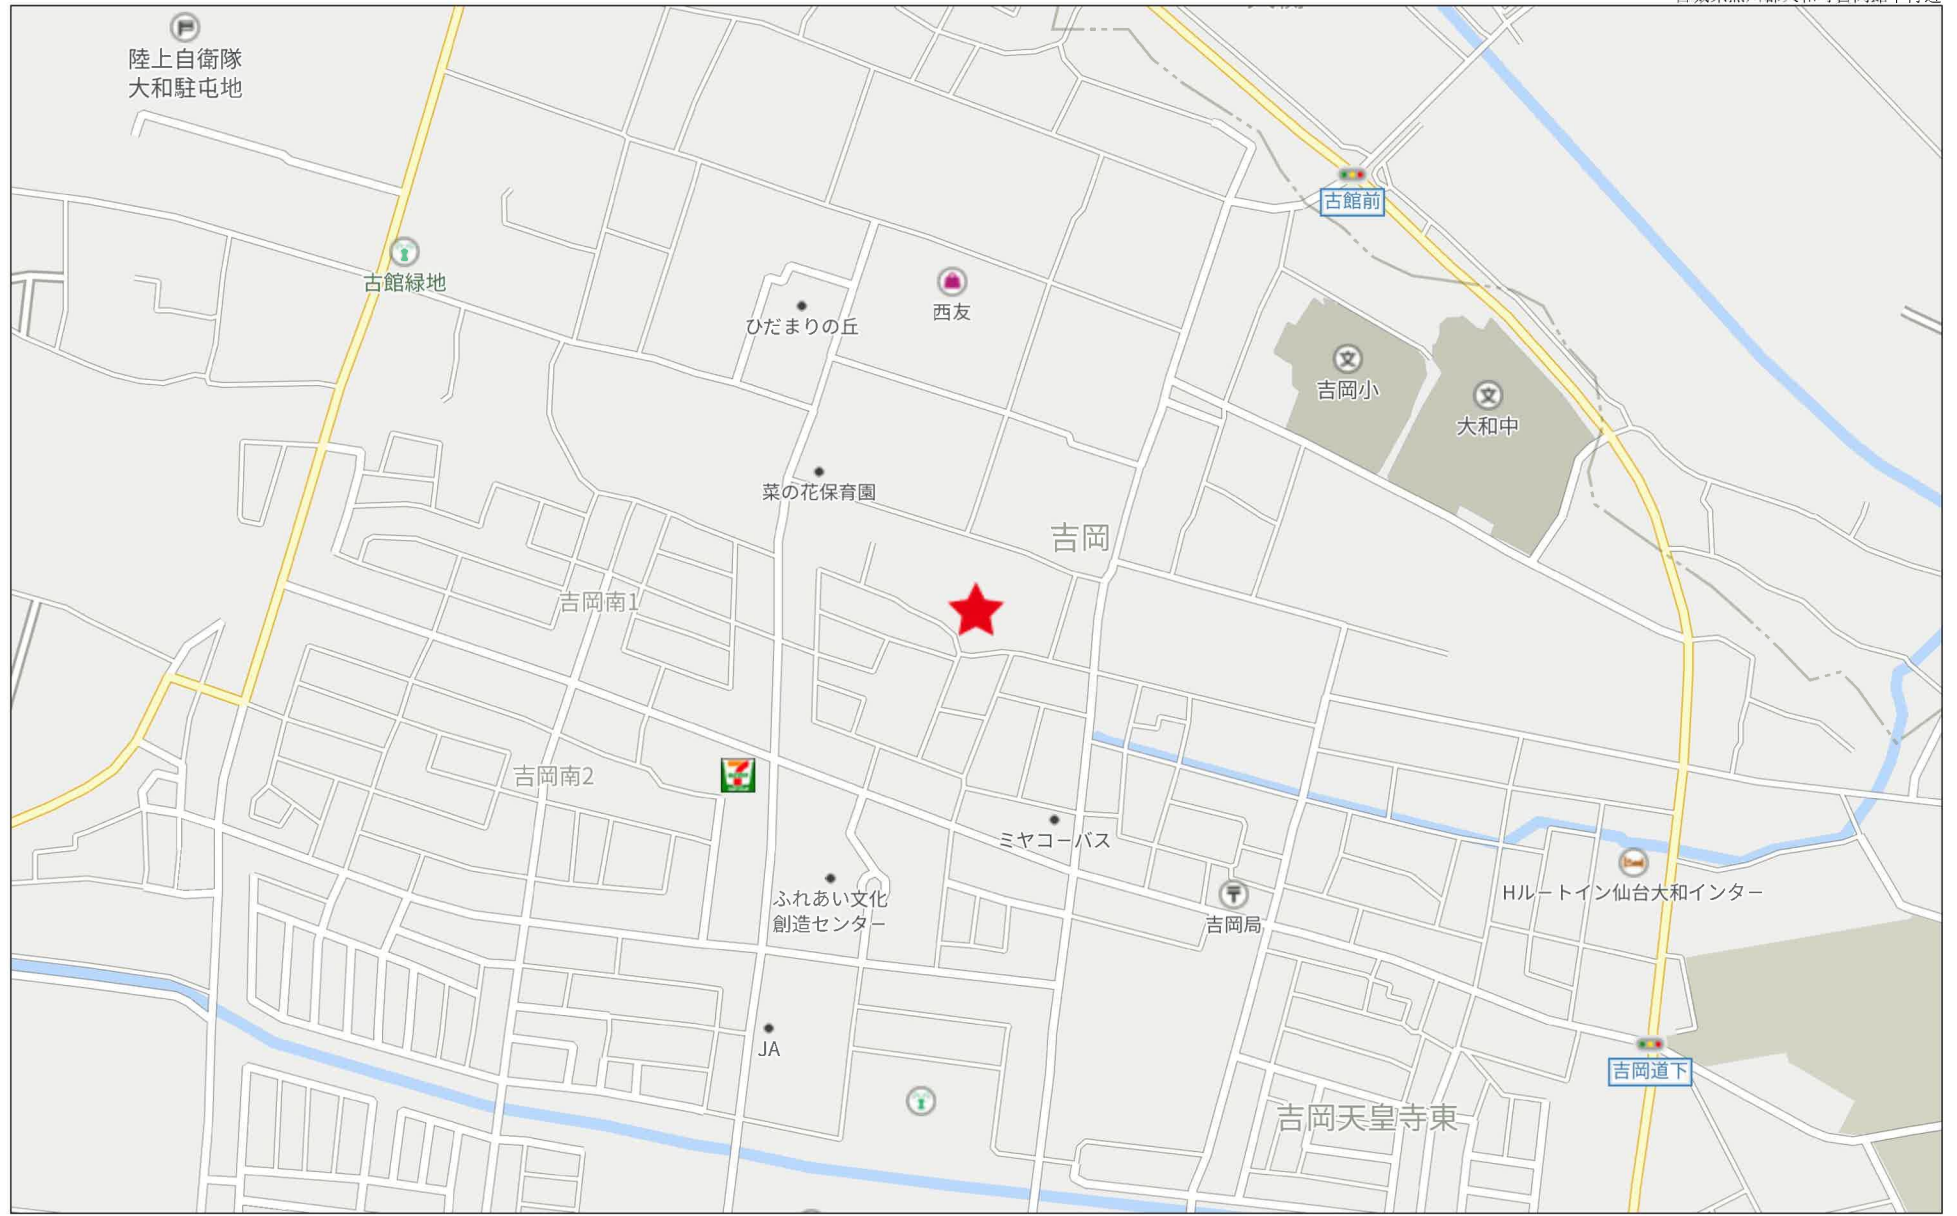 陸上自衛隊
大和駐屯地
古館前
古館緑地
西友
ひだまりの丘
吉岡小
大和中
菜の花保育園
吉岡
吉岡南1
吉岡南2
7
ミヤコーバス
ふれあい文化
創造センター
吉岡局
Hルートイン仙台大和インター
JA
吉岡道下
吉岡天皇寺東